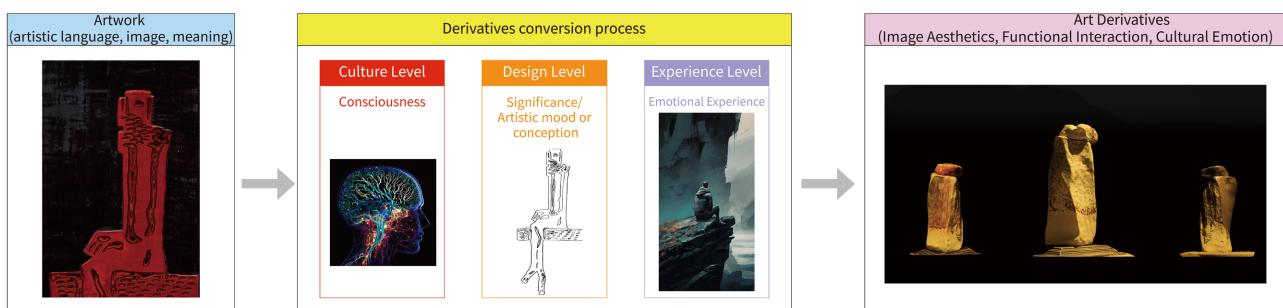 Artwork
(artistic language, image, meaning)
Derivatives conversion process
Culture Level
Consciousness
Design Level
Significance/
Artistic mood or
conception
Experience Level
Emotional Experience
Art Derivatives
(Image Aesthetics, Functional Interaction, Cultural Emotion)